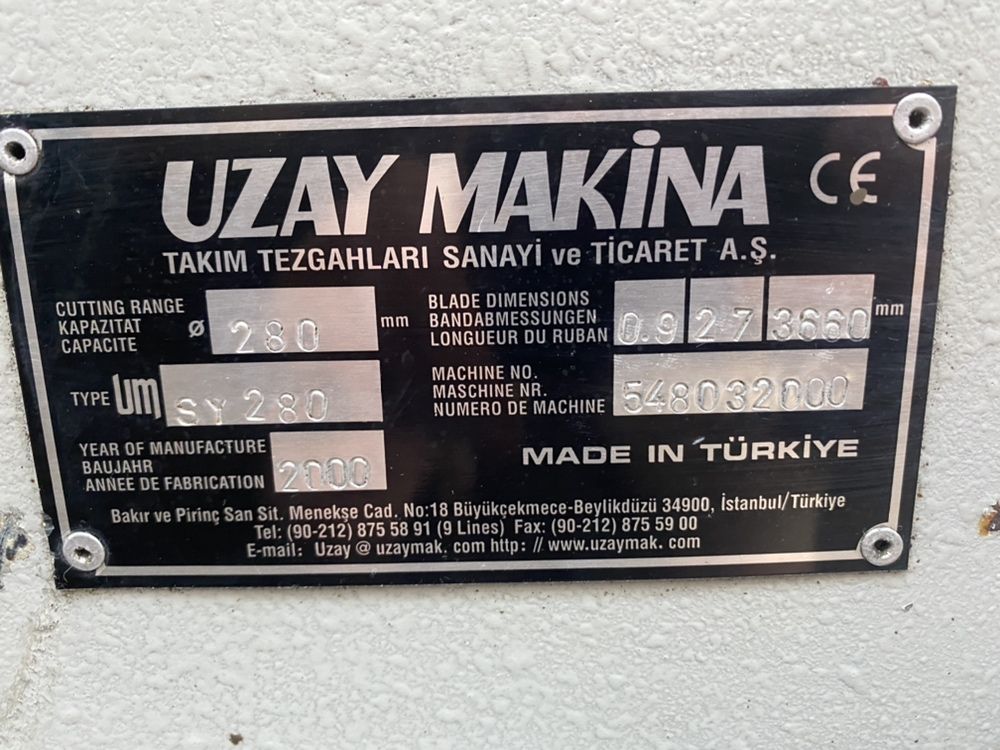 UZAY MAKİNA CE
TAKIM TEZGAHLARI SANAYİ ve TİCARET A.Ş.
CUTTING RANGE
KAPAZITAT
CAPACITE
ø 280 mm
BLADE DIMENSIONS
BANDABMESSUNGEN
LONGUEUR DU RUBAN
0.9 27 3660 mm
TYPE um SY 280
MACHINE NO.
MASCHINE NR.
NUMERO DE MACHINE
548032000
YEAR OF MANUFACTURE
BAUJAHR
ANNEE DE FABRICATION
2000
MADE IN TÜRKİYE
Bakır ve Pirinç San Sit. Menekşe Cad. No:18 Büyükçekmece-Beylikdüzü 34900, İstanbul/Türkiye
Tel: (90-212) 875 58 91 (9 Lines) Fax: (90-212) 875 59 00
E-mail: Uzay @ uzaymak. com http: // www.uzaymak. com